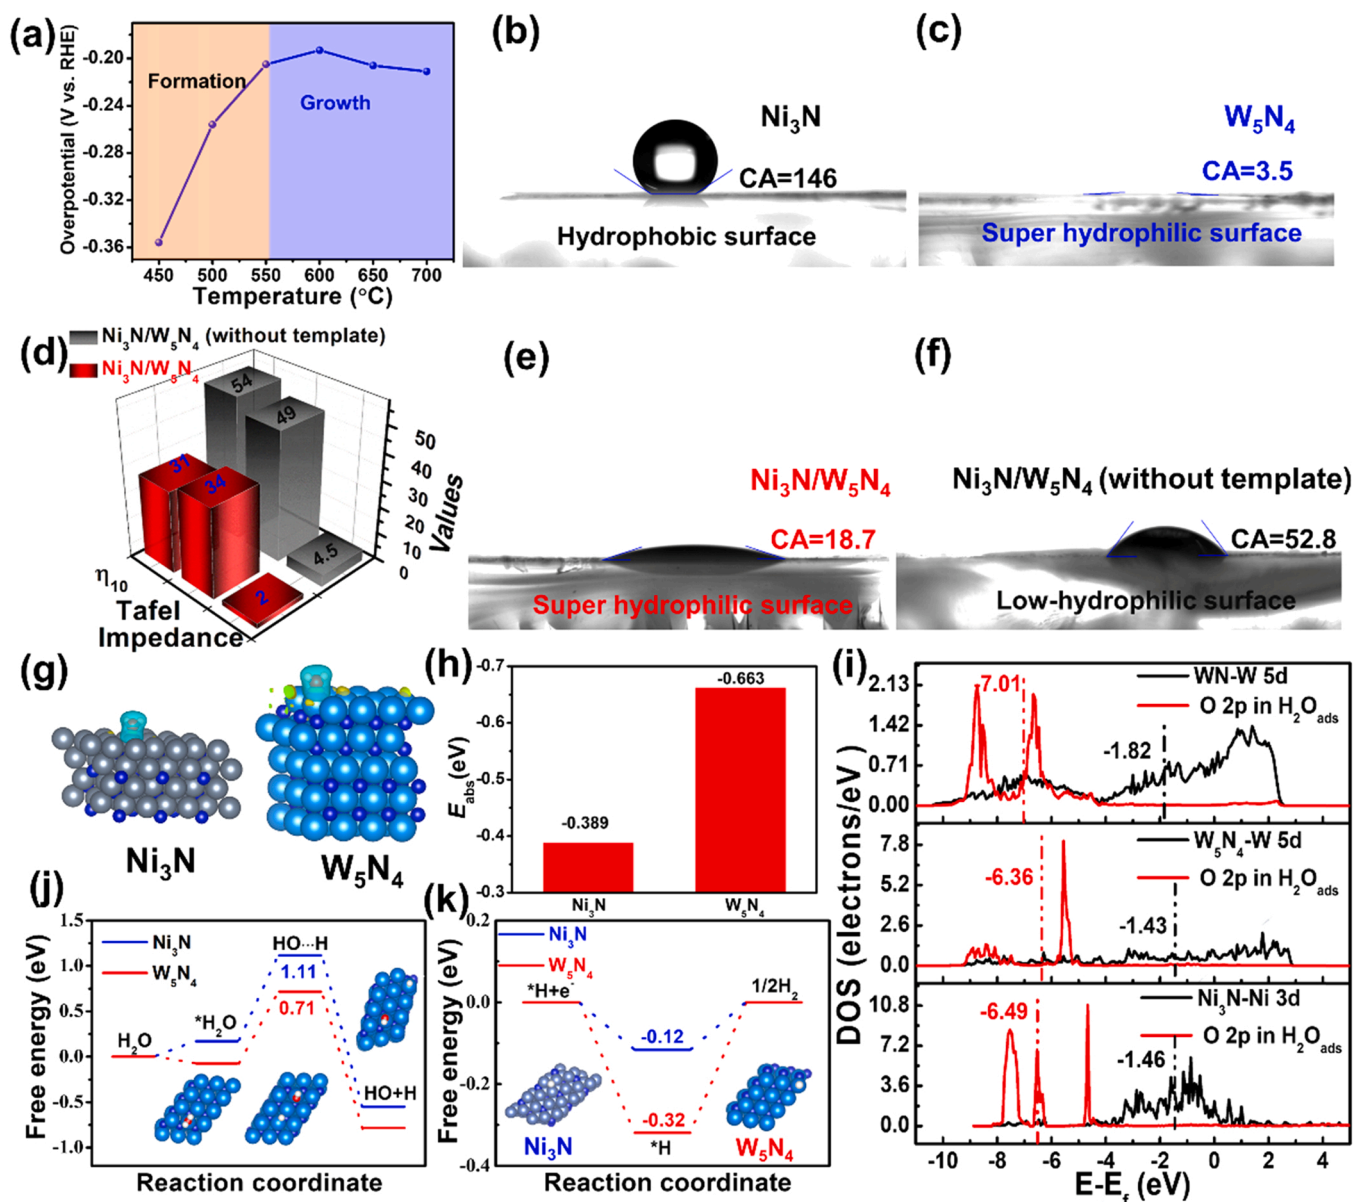 (a)
Overpotential (V vs. RHE)
-0.20
-0.24
-0.28
-0.32
-0.36
Formation
Growth
450 500 550 600 650 700
Temperature (°C)
(b)
Ni₃N
CA=146
Hydrophobic surface
(c)
W₅N₄
CA=3.5
Super hydrophilic surface
(d)
Ni₃N/W₅N₄ (without template)
Ni₃N/W₅N₄
54
49
4.5
31
34
2
50
40
30
20
10
0
Values
η₁₀
Tafel
Impedance
(e)
Ni₃N/W₅N₄
CA=18.7
Super hydrophilic surface
(f)
Ni₃N/W₅N₄ (without template)
CA=52.8
Low-hydrophilic surface
(g)
Ni₃N
W₅N₄
(h)
E_abs (eV)
-0.7
-0.6
-0.5
-0.4
-0.3
-0.389
-0.663
Ni₃N W₅N₄
(i)
DOS (electrons/eV)
2.13
1.42
0.71
0.00
-7.01
-1.82
WN-W 5d
O 2p in H₂O_ads
7.8
5.2
2.6
0.0
-6.36
-1.43
W₅N₄-W 5d
O 2p in H₂O_ads
10.8
7.2
3.6
0.0
-6.49
-1.46
Ni₃N-Ni 3d
O 2p in H₂O_ads
-10 -8 -6 -4 -2 0 2 4
E-E_f (eV)
(j)
Free energy (eV)
1.5
1.0
0.5
0.0
-0.5
-1.0
Ni₃N
W₅N₄
HO···H
1.11
0.71
H₂O
*H₂O
HO+H
Reaction coordinate
(k)
Free energy (eV)
0.2
0.0
-0.2
-0.4
Ni₃N
W₅N₄
*H+e⁻
1/2H₂
-0.12
-0.32
*H
Ni₃N
W₅N₄
Reaction coordinate